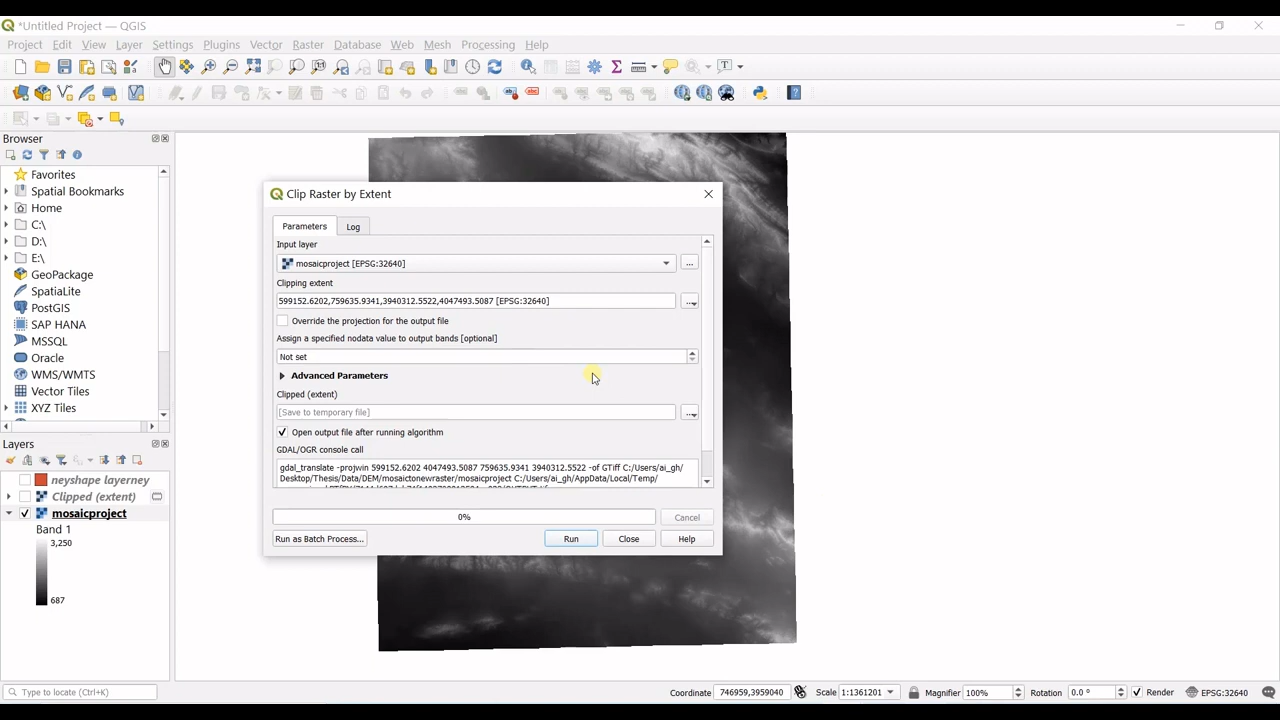 *Untitled Project — QGIS
Project Edit View Layer Settings Plugins Vector Raster Database Web Mesh Processing Help
Browser
Favorites
Spatial Bookmarks
Home
C:\
D:\
E:\
GeoPackage
SpatiaLite
PostGIS
SAP HANA
MSSQL
Oracle
WMS/WMTS
Vector Tiles
XYZ Tiles
Layers
neyshape layerney
Clipped (extent)
mosaicproject
Band 1
3,250
687
Clip Raster by Extent
Parameters Log
Input layer
mosaicproject [EPSG:32640]
Clipping extent
599152.6202,759635.9341,3940312.5522,4047493.5087 [EPSG:32640]
Override the projection for the output file
Assign a specified nodata value to output bands [optional]
Not set
Advanced Parameters
Clipped (extent)
[Save to temporary file]
Open output file after running algorithm
GDAL/OGR console call
gdal_translate -projwin 599152.6202 4047493.5087 759635.9341 3940312.5522 -of GTiff C:/Users/ai_gh/
Desktop/Thesis/Data/DEM/mosaictonewraster/mosaicproject C:/Users/ai_gh/AppData/Local/Temp/
0% Cancel
Run as Batch Process... Run Close Help
Type to locate (Ctrl+K) Coordinate 746959,3959040 Scale 1:1361201 Magnifier 100% Rotation 0.0 ° Render EPSG:32640